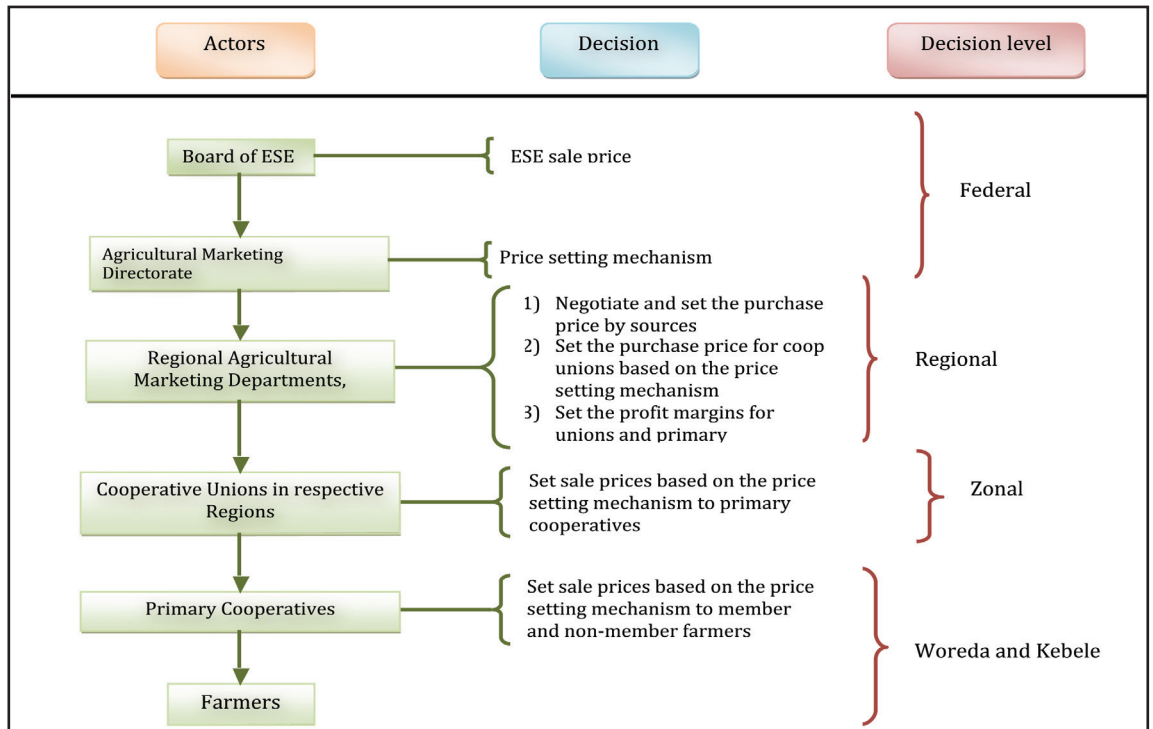 Actors
Decision
Decision level
Board of ESE
ESE sale price
Federal
Agricultural Marketing
Directorate
Price setting mechanism
1) Negotiate and set the purchase
price by sources
2) Set the purchase price for coop
unions based on the price
setting mechanism
3) Set the profit margins for
unions and primary
Regional Agricultural
Marketing Departments,
Regional
Cooperative Unions in respective
Regions
Set sale prices based on the price
setting mechanism to primary
cooperatives
Zonal
Primary Cooperatives
Set sale prices based on the price
setting mechanism to member
and non-member farmers
Woreda and Kebele
Farmers